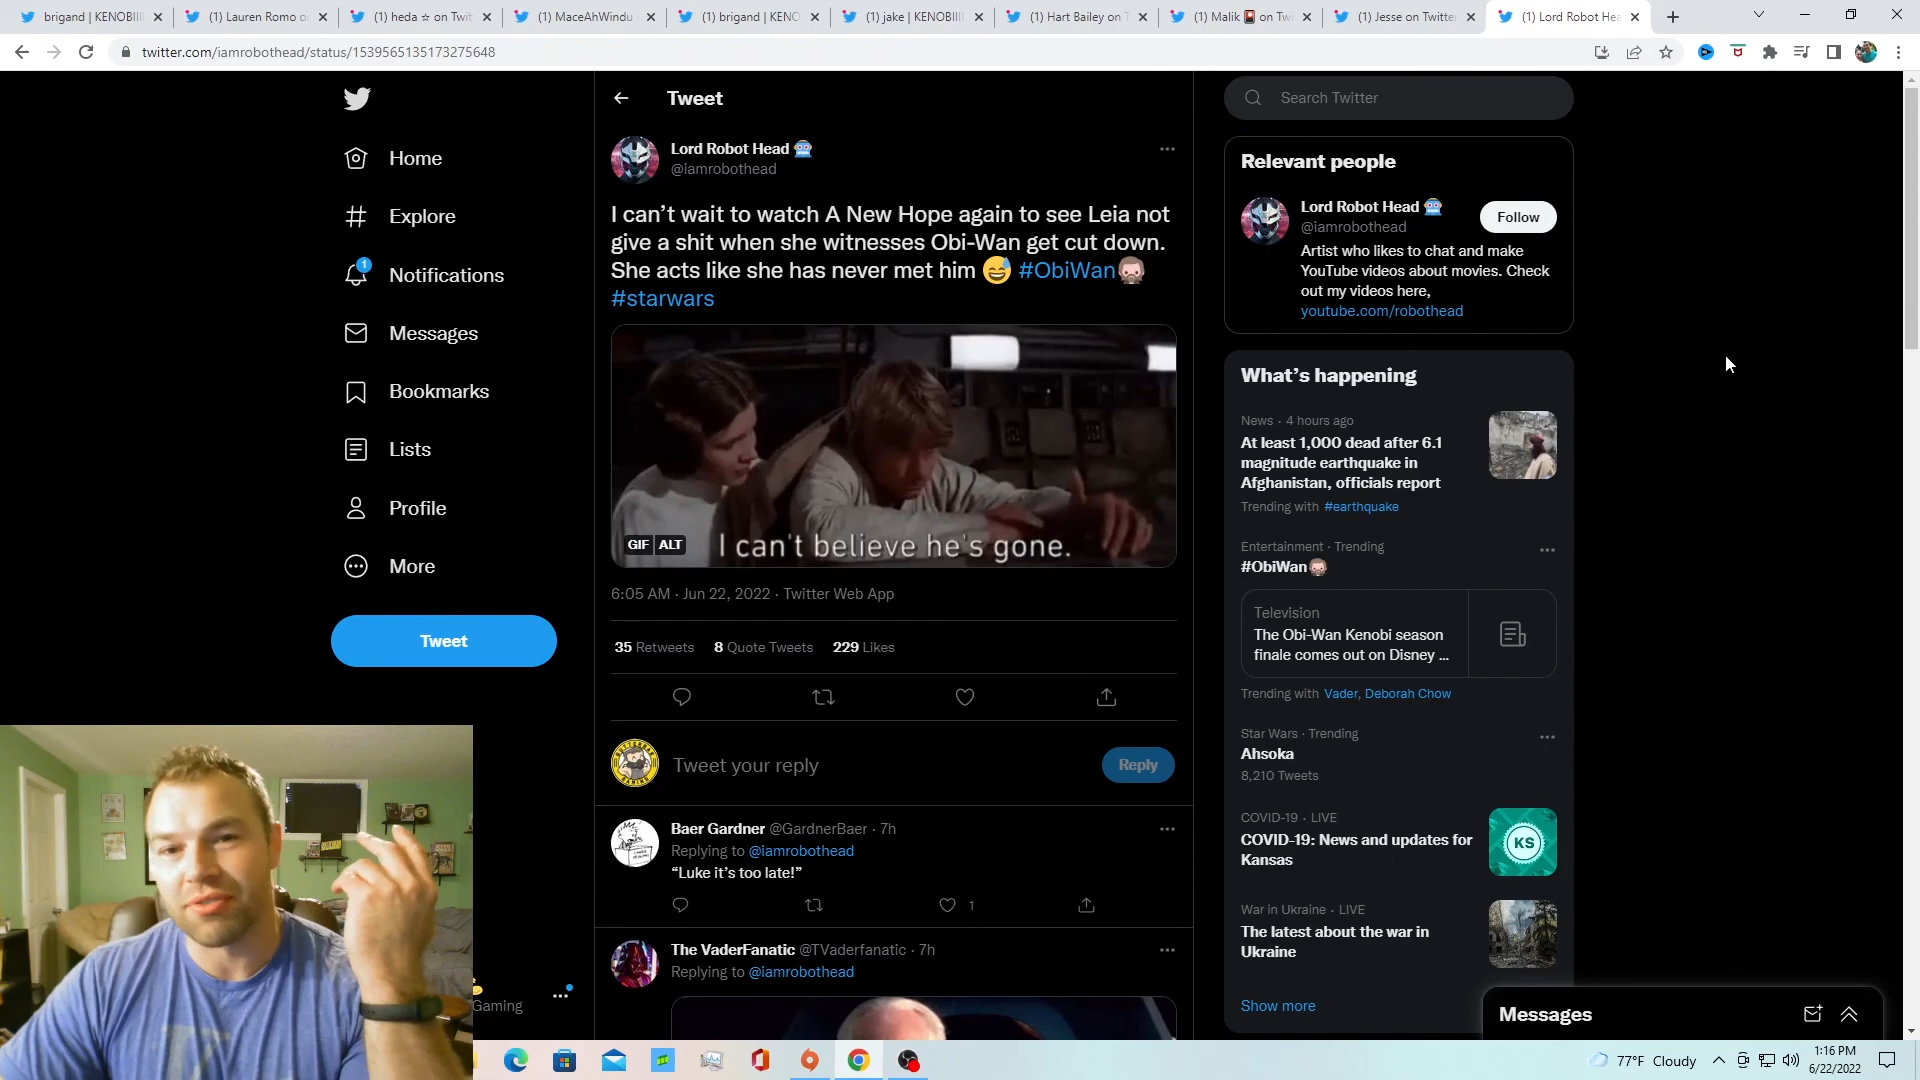 brigand | KENOBIIII
(1) Lauren Romo o
(1) heda ☆ on Twit
(1) MaceAhWindu
(1) brigand | KENO
(1) jake | KENOBIII
(1) Hart Bailey on T
(1) Malik 🎴 on Tw
(1) Jesse on Twitter
(1) Lord Robot Hea
twitter.com/iamrobothead/status/1539565135173275648
Home
Explore
1
Notifications
Messages
Bookmarks
Lists
Profile
More
Tweet
Gaming
Tweet
Lord Robot Head 🤖
@iamrobothead
I can’t wait to watch A New Hope again to see Leia not
give a shit when she witnesses Obi-Wan get cut down.
She acts like she has never met him 😅 #ObiWan
#starwars
GIF ALT
I can't believe he's gone.
6:05 AM · Jun 22, 2022 · Twitter Web App
35 Retweets 8 Quote Tweets 229 Likes
Tweet your reply
Reply
Baer Gardner @GardnerBaer · 7h
Replying to @iamrobothead
“Luke it’s too late!”
1
The VaderFanatic @TVaderfanatic · 7h
Replying to @iamrobothead
Search Twitter
Relevant people
Lord Robot Head 🤖
@iamrobothead
Follow
Artist who likes to chat and make
YouTube videos about movies. Check
out my videos here,
youtube.com/robothead
What’s happening
News · 4 hours ago
At least 1,000 dead after 6.1
magnitude earthquake in
Afghanistan, officials report
Trending with #earthquake
Entertainment · Trending
#ObiWan
Television
The Obi-Wan Kenobi season
finale comes out on Disney ...
Trending with Vader, Deborah Chow
Star Wars · Trending
Ahsoka
8,210 Tweets
COVID-19 · LIVE
COVID-19: News and updates for
Kansas
KS
War in Ukraine · LIVE
The latest about the war in
Ukraine
Show more
Messages
77°F Cloudy
1:16 PM
6/22/2022